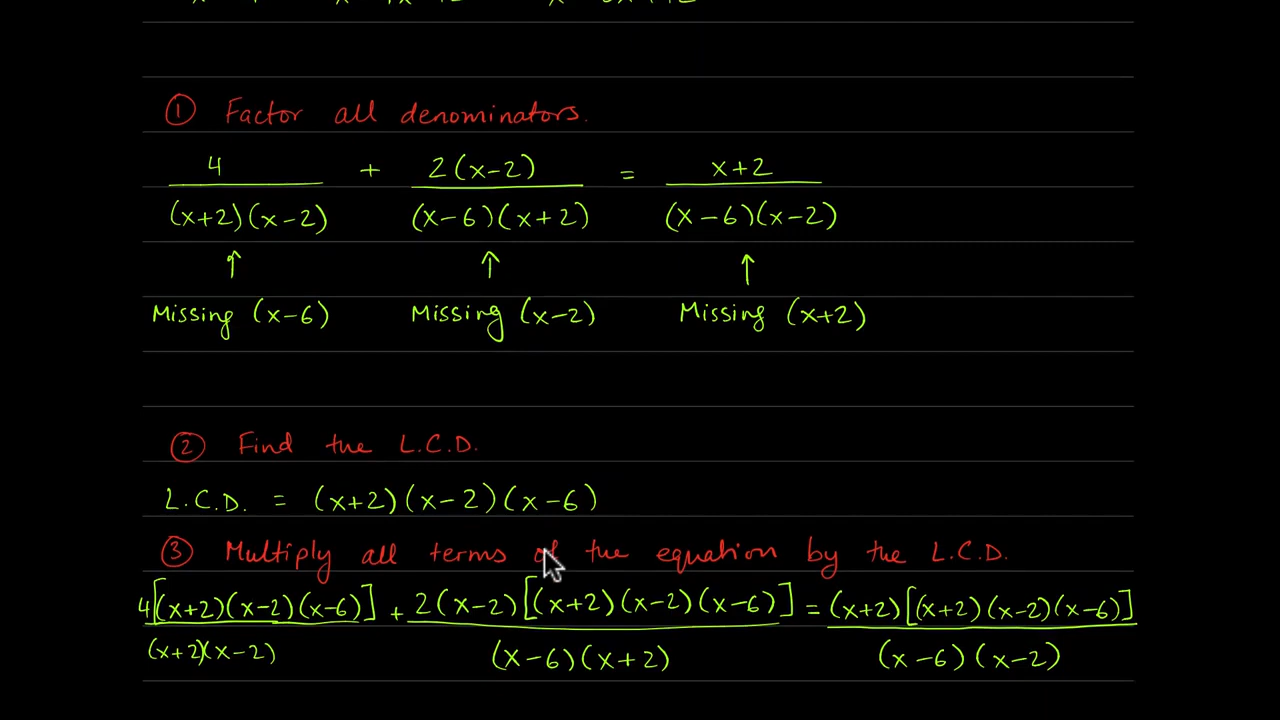 ① Factor all denominators.
4 + 2(x-2) = x+2
(x+2)(x-2) (x-6)(x+2) (x-6)(x-2)
↑ ↑ ↑
Missing (x-6) Missing (x-2) Missing (x+2)
② Find the L.C.D.
L.C.D. = (x+2)(x-2)(x-6)
③ Multiply all terms of the equation by the L.C.D.
4[(x+2)(x-2)(x-6)] + 2(x-2)[(x+2)(x-2)(x-6)] = (x+2)[(x+2)(x-2)(x-6)]
(x+2)(x-2) (x-6)(x+2) (x-6)(x-2)